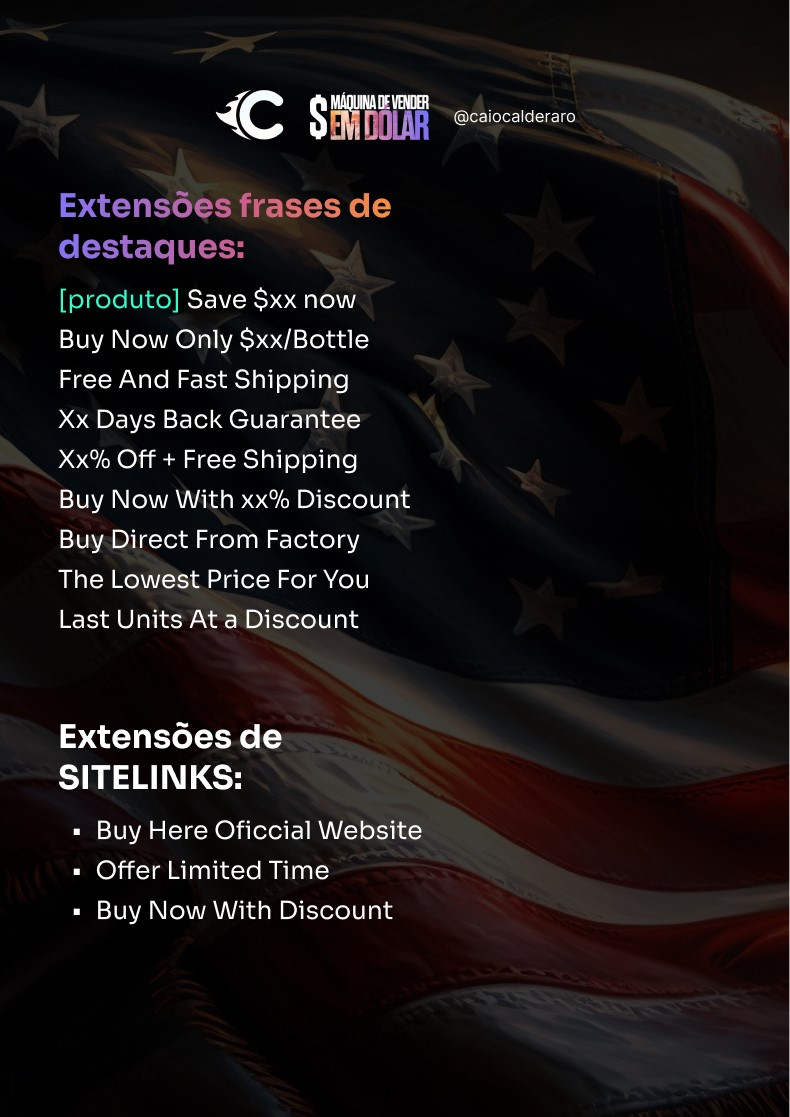 C
MÁQUINA DE VENDER
$EM DÓLAR
@caiocalderaro
Extensões frases de
destaques:
[produto] Save $xx now
Buy Now Only $xx/Bottle
Free And Fast Shipping
Xx Days Back Guarantee
Xx% Off + Free Shipping
Buy Now With xx% Discount
Buy Direct From Factory
The Lowest Price For You
Last Units At a Discount
Extensões de
SITELINKS:
▪ Buy Here Oficcial Website
▪ Offer Limited Time
▪ Buy Now With Discount